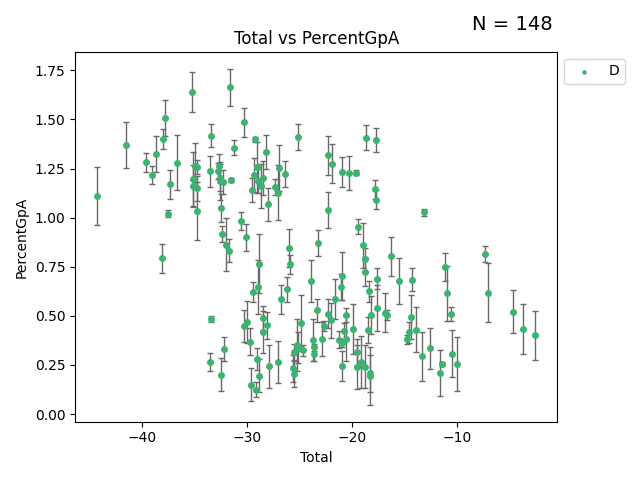 N = 148
Total vs PercentGpA
D
PercentGpA
1.75
1.50
1.25
1.00
0.75
0.50
0.25
0.00
−40 −30 −20 −10
Total